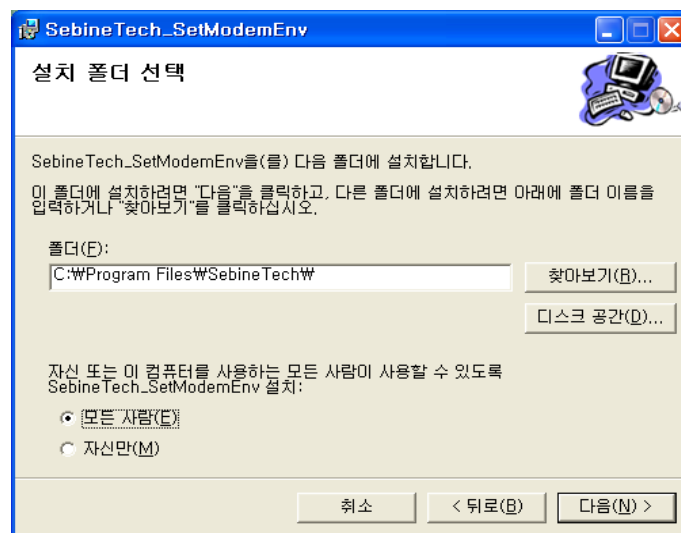 SebineTech_SetModemEnv
설치 폴더 선택
SebineTech_SetModemEnv을(를) 다음 폴더에 설치합니다.
이 폴더에 설치하려면 "다음"을 클릭하고, 다른 폴더에 설치하려면 아래에 폴더 이름을
입력하거나 "찾아보기"를 클릭하십시오.
폴더(F):
C:₩Program Files₩SebineTech₩
찾아보기(R)...
디스크 공간(D)...
자신 또는 이 컴퓨터를 사용하는 모든 사람이 사용할 수 있도록
SebineTech_SetModemEnv 설치:
모든 사람(E)
자신만(M)
취소
< 뒤로(B)
다음(N) >